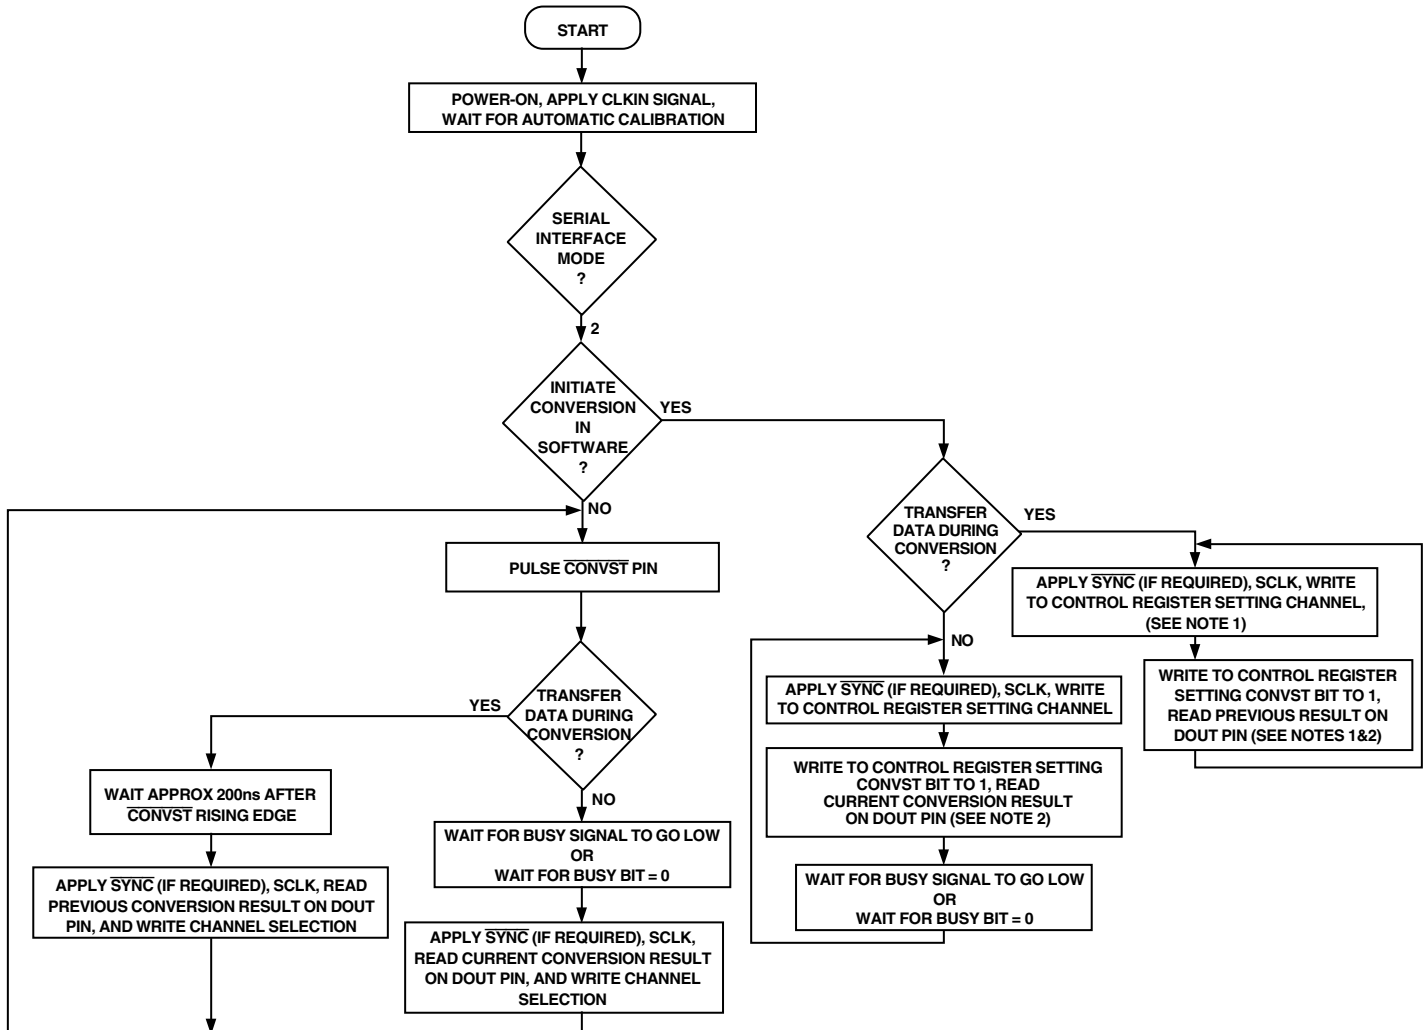 START
POWER-ON, APPLY CLKIN SIGNAL,
WAIT FOR AUTOMATIC CALIBRATION
SERIAL
INTERFACE
MODE
?
2
INITIATE
CONVERSION
IN
SOFTWARE
?
YES
NO
PULSE CONVST PIN
TRANSFER
DATA DURING
CONVERSION
?
YES
NO
WAIT APPROX 200ns AFTER
CONVST RISING EDGE
APPLY SYNC (IF REQUIRED), SCLK, READ
PREVIOUS CONVERSION RESULT ON DOUT
PIN, AND WRITE CHANNEL SELECTION
WAIT FOR BUSY SIGNAL TO GO LOW
OR
WAIT FOR BUSY BIT = 0
APPLY SYNC (IF REQUIRED), SCLK,
READ CURRENT CONVERSION RESULT
ON DOUT PIN, AND WRITE CHANNEL
SELECTION
TRANSFER
DATA DURING
CONVERSION
?
YES
NO
APPLY SYNC (IF REQUIRED), SCLK, WRITE
TO CONTROL REGISTER SETTING CHANNEL
WRITE TO CONTROL REGISTER SETTING
CONVST BIT TO 1, READ
CURRENT CONVERSION RESULT
ON DOUT PIN (SEE NOTE 2)
WAIT FOR BUSY SIGNAL TO GO LOW
OR
WAIT FOR BUSY BIT = 0
APPLY SYNC (IF REQUIRED), SCLK, WRITE
TO CONTROL REGISTER SETTING CHANNEL,
(SEE NOTE 1)
WRITE TO CONTROL REGISTER
SETTING CONVST BIT TO 1,
READ PREVIOUS RESULT ON
DOUT PIN (SEE NOTES 1&2)